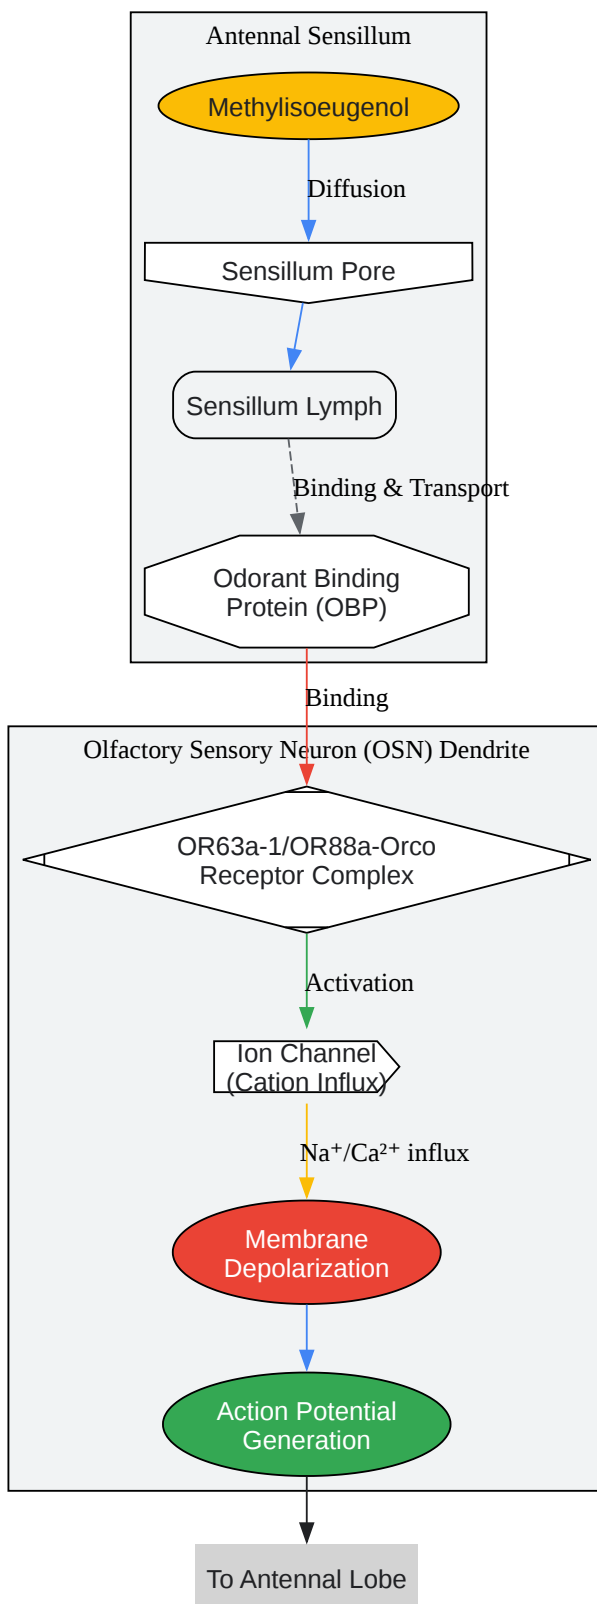 Antennal Sensillum
Methylisoeugenol
Diffusion
Sensillum Pore
Sensillum Lymph
Binding & Transport
Odorant Binding
Protein (OBP)
Binding
Olfactory Sensory Neuron (OSN) Dendrite
OR63a-1/OR88a-Orco
Receptor Complex
Activation
Ion Channel
(Cation Influx)
Na⁺/Ca²⁺ influx
Membrane
Depolarization
Action Potential
Generation
To Antennal Lobe